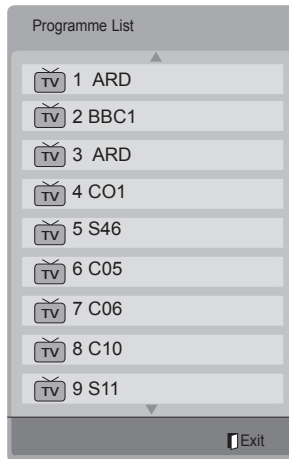 Programme List
TV 1 ARD
TV 2 BBC1
TV 3 ARD
TV 4 CO1
TV 5 S46
TV 6 C05
TV 7 C06
TV 8 C10
TV 9 S11
Exit